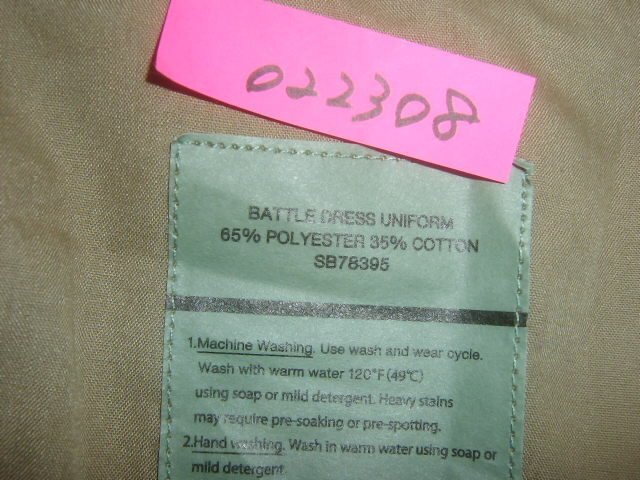 022308
BATTLE DRESS UNIFORM
65% POLYESTER 35% COTTON
SB78395
1.Machine Washing. Use wash and wear cycle.
Wash with warm water 120°F(49℃)
using soap or mild detergent. Heavy stains
may require pre-soaking or pre-spotting.
2.Hand washing. Wash in warm water using soap or
mild detergent.